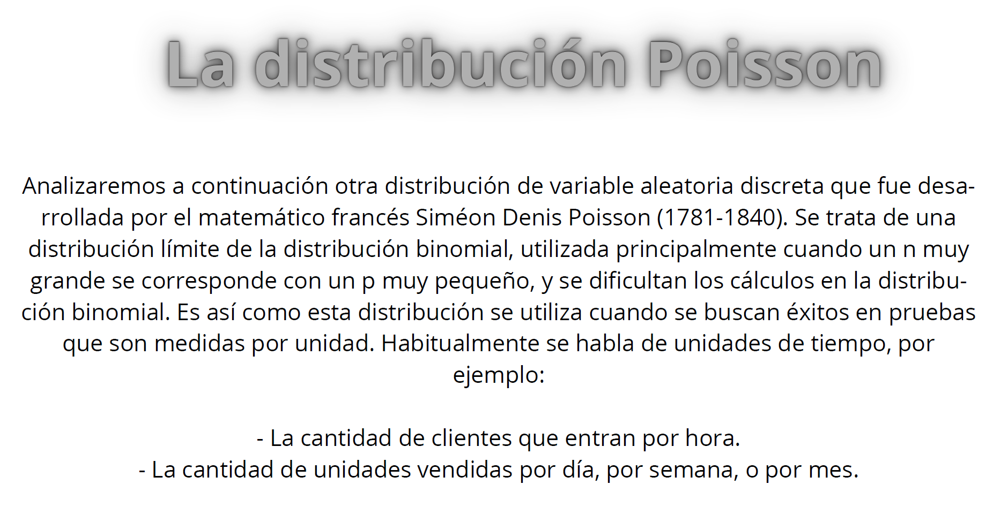 La distribución Poisson
Analizaremos a continuación otra distribución de variable aleatoria discreta que fue desa-
rrollada por el matemático francés Siméon Denis Poisson (1781-1840). Se trata de una
distribución límite de la distribución binomial, utilizada principalmente cuando un n muy
grande se corresponde con un p muy pequeño, y se dificultan los cálculos en la distribu-
ción binomial. Es así como esta distribución se utiliza cuando se buscan éxitos en pruebas
que son medidas por unidad. Habitualmente se habla de unidades de tiempo, por
ejemplo:
- La cantidad de clientes que entran por hora.
- La cantidad de unidades vendidas por día, por semana, o por mes.